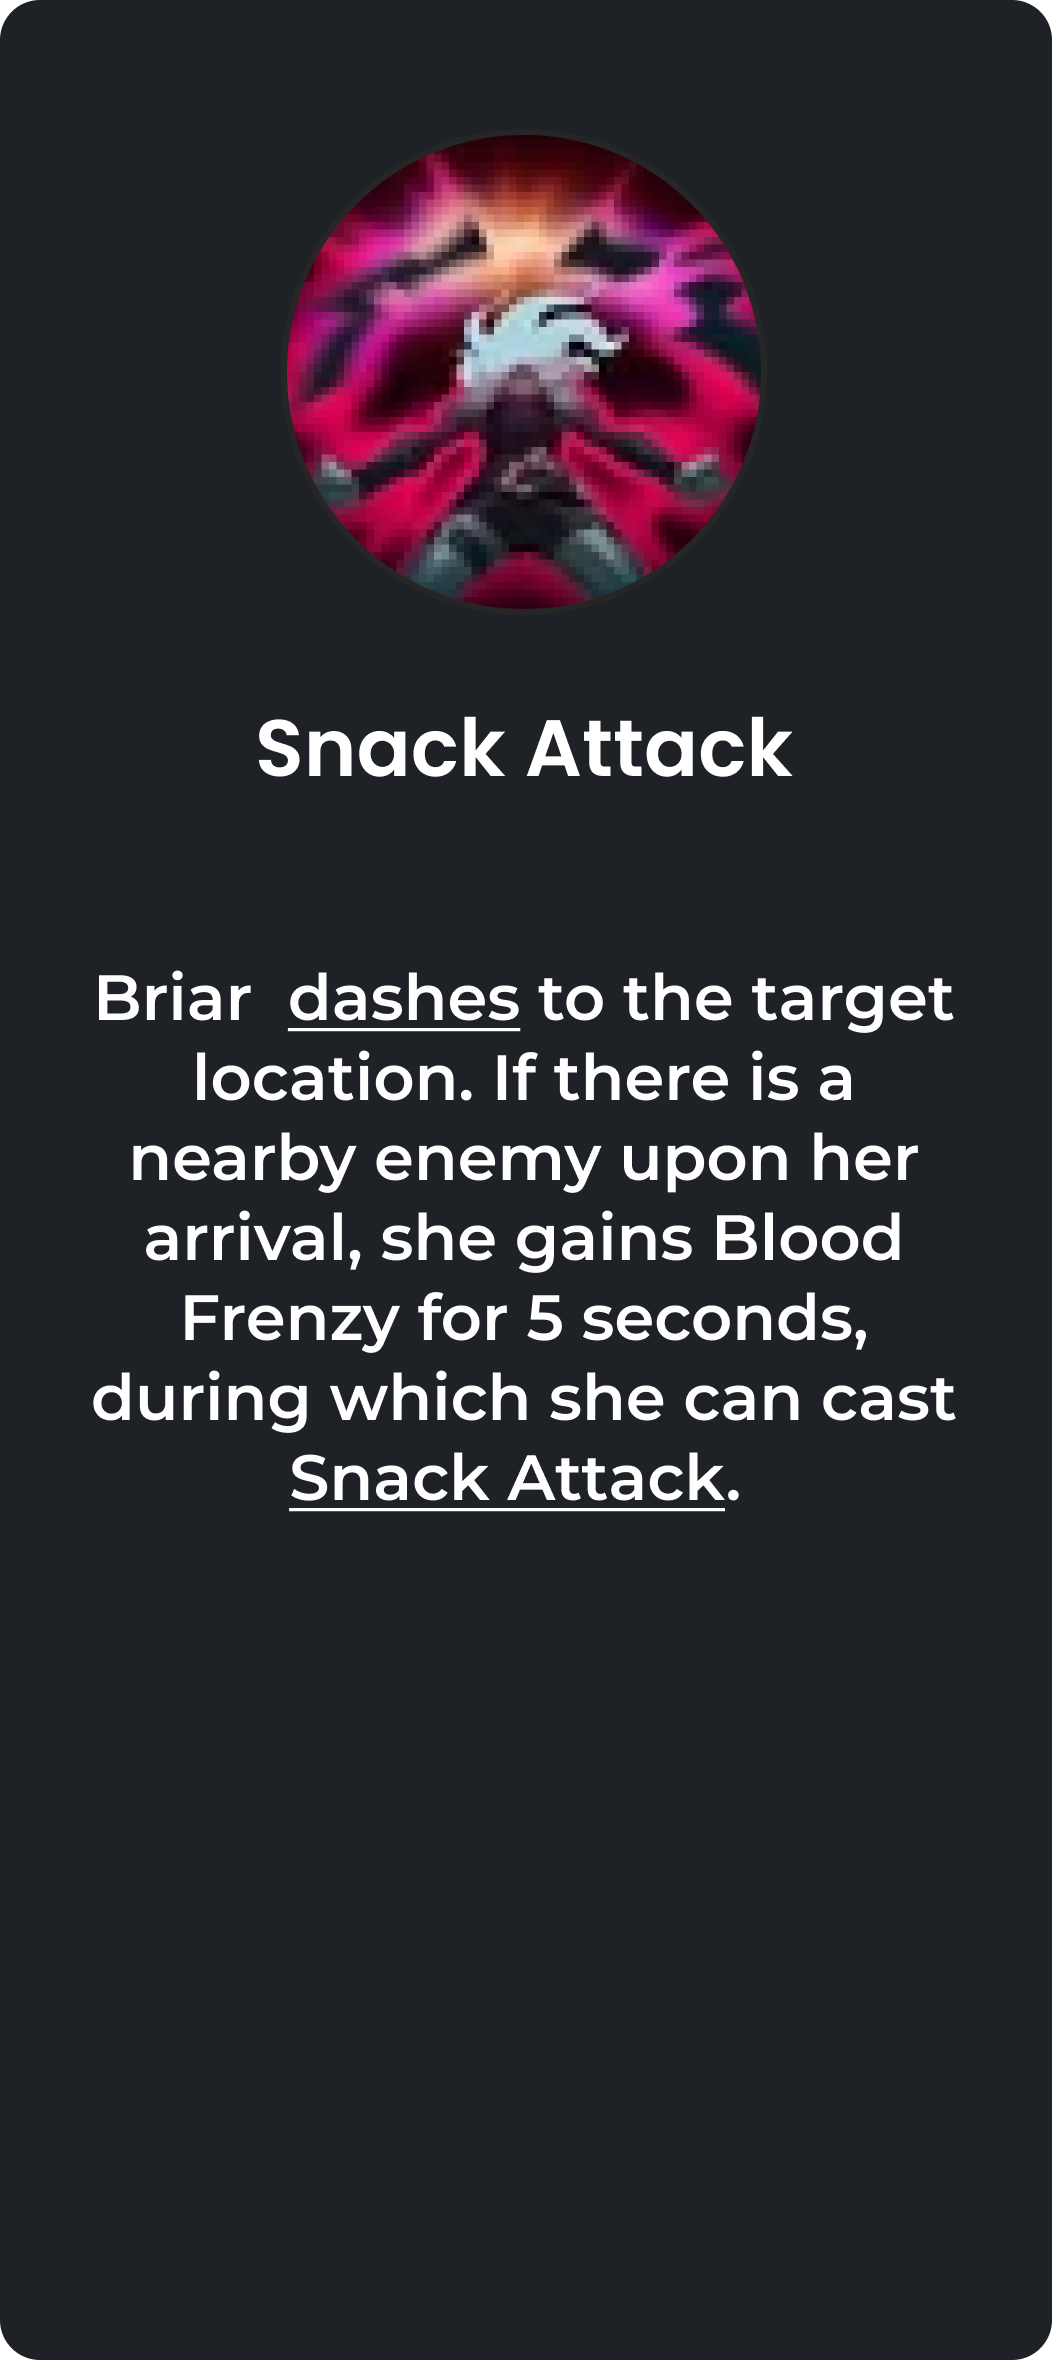 Snack Attack
Briar  dashes to the target
location. If there is a
nearby enemy upon her
arrival, she gains Blood
Frenzy for 5 seconds,
during which she can cast
Snack Attack.